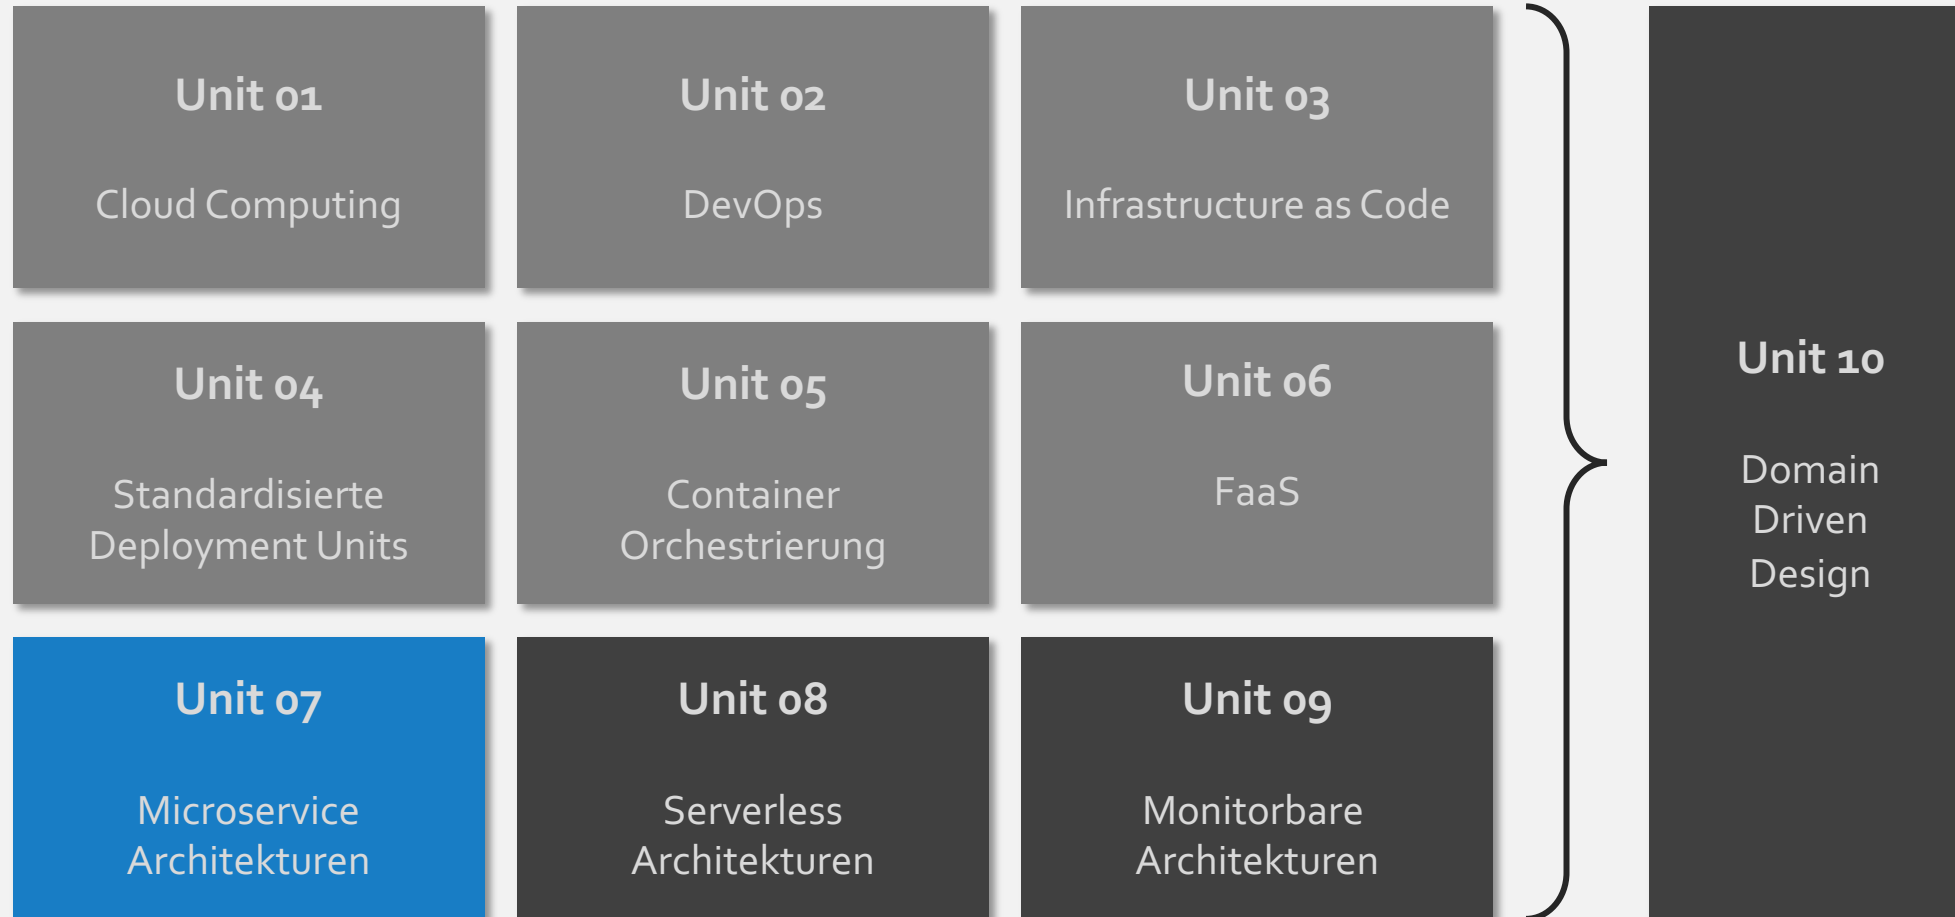 Unit 01
Cloud Computing
Unit 02
DevOps
Unit 03
Infrastructure as Code
Unit 04
Standardisierte
Deployment Units
Unit 05
Container
Orchestrierung
Unit 06
FaaS
Unit 07
Microservice
Architekturen
Unit 08
Serverless
Architekturen
Unit 09
Monitorbare
Architekturen
Unit 10
Domain
Driven
Design